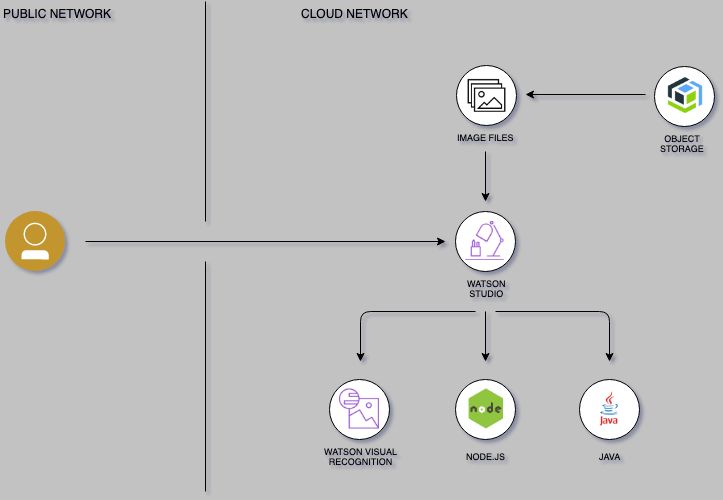 PUBLIC NETWORK
CLOUD NETWORK
IMAGE FILES
OBJECT
STORAGE
WATSON
STUDIO
WATSON VISUAL
RECOGNITION
node
NODE.JS
Java
JAVA